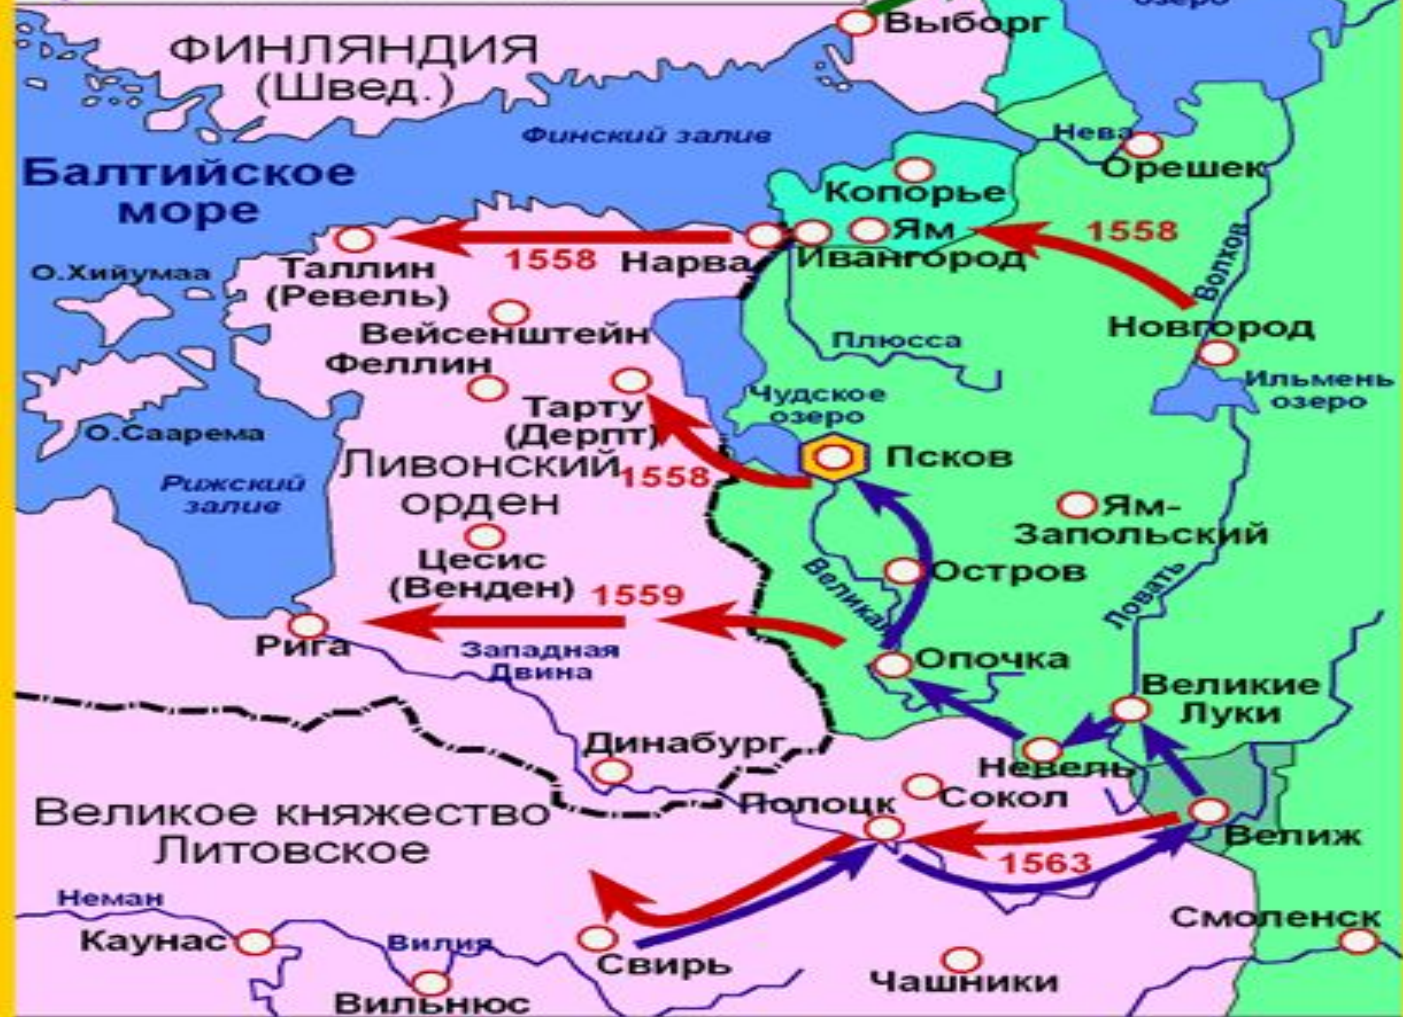 озеро
Выборг
ФИНЛЯНДИЯ
(Швед.)
Финский залив
Нева
Орешек
Балтийское
море
Копорье
Ям
1558
Ивангород
Нарва
1558
Таллин
(Ревель)
О.Хийумаа
Волхов
Новгород
Вейсенштейн
Плюсса
Феллин
Ильмень
озеро
Чудское
озеро
Тарту
(Дерпт)
О.Саарема
Псков
Ливонский
орден
1558
Рижский
залив
Ям-
Запольский
Цесис
(Венден)
1559
Остров
Великая
Ловать
Рига
Западная
Двина
Опочка
Великие
Луки
Динабург
Невель
Полоцк
Сокол
Великое княжество
Литовское
Велиж
1563
Неман
Каунас
Вилия
Свирь
Смоленск
Чашники
Вильнюс